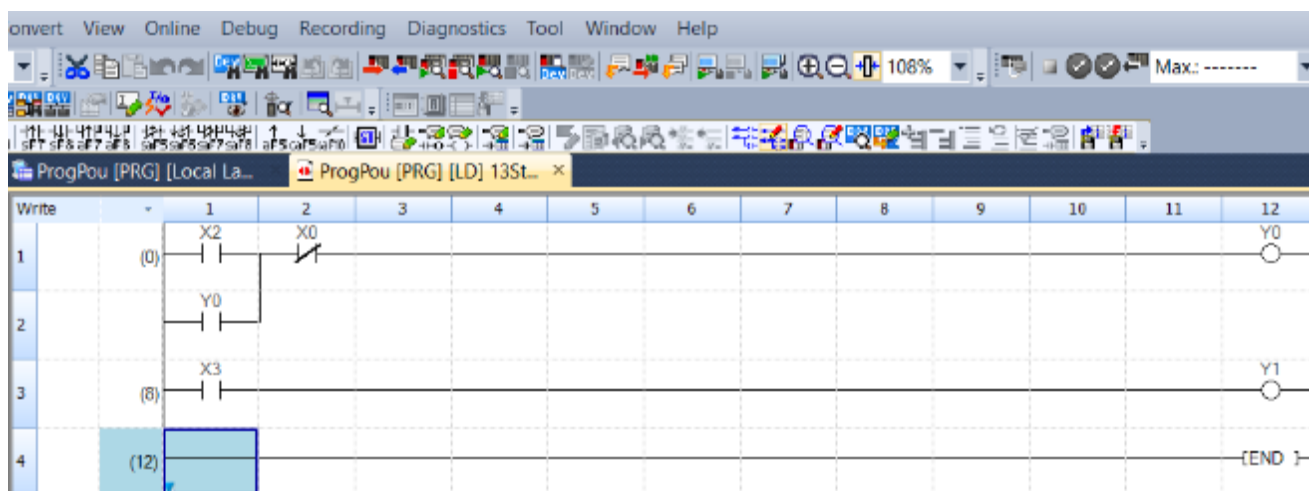 onvert View Online Debug Recording Diagnostics Tool Window Help
108% Max.: -------
ProgPou [PRG] [Local La... ProgPou [PRG] [LD] 13St... ×
Write 1 2 3 4 5 6 7 8 9 10 11 12
X2 X0 Y0
1 (0)
Y0
2
X3 Y1
3 (8)
4 (12) [END ]